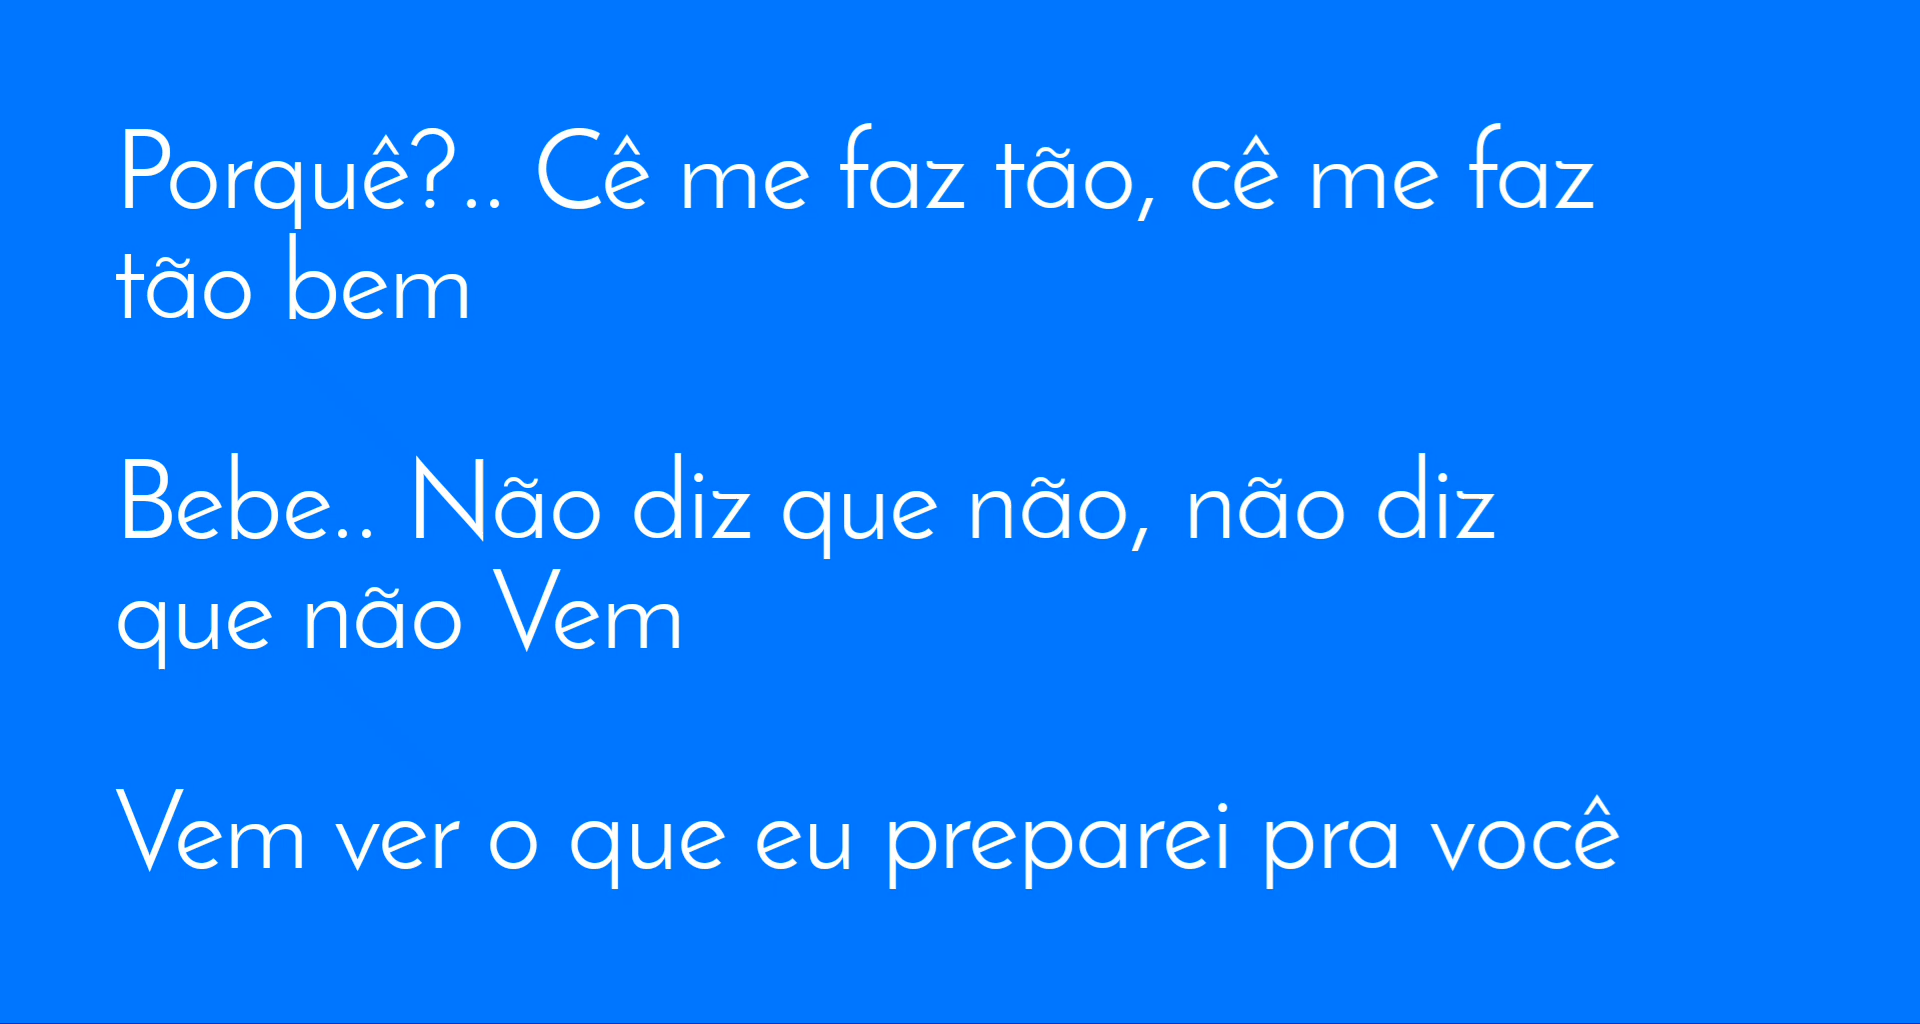 Porquê?.. Cê me faz tão, cê me faz
tão bem
Bebe.. Não diz que não, não diz
que não Vem
Vem ver o que eu preparei pra você